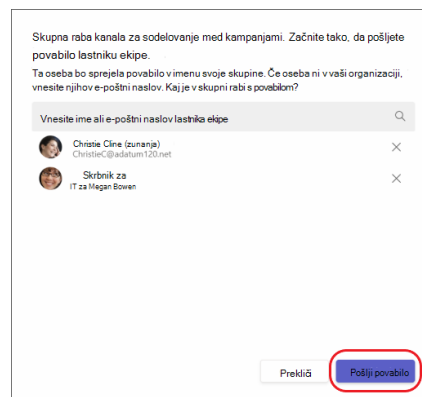 Skupna raba kanala za sodelovanje med kampanjami. Začnite tako, da pošljete
povabilo lastniku ekipe.
Ta oseba bo sprejela povabilo v imenu svoje skupine. Če oseba ni v vaši organizaciji,
vnesite njihov e-poštni naslov. Kaj je v skupni rabi s povabilom?
Vnesite ime ali e-poštni naslov lastnika ekipe
Christie Cline (zunanja)
ChristieC@adatum120.net
Skrbnik za
IT za Megan Bowen
Prekliči
Pošlji povabilo